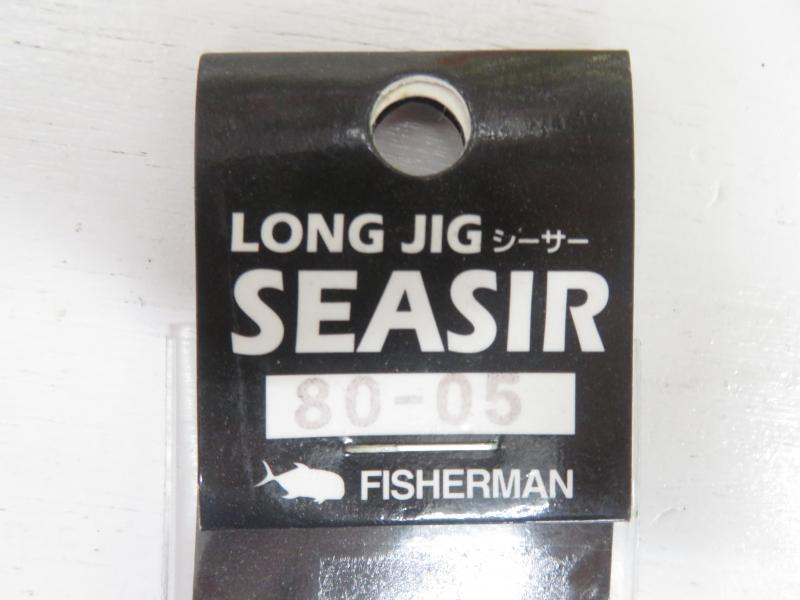 LONG JIG シーサー
SEASIR
80-05
FISHERMAN